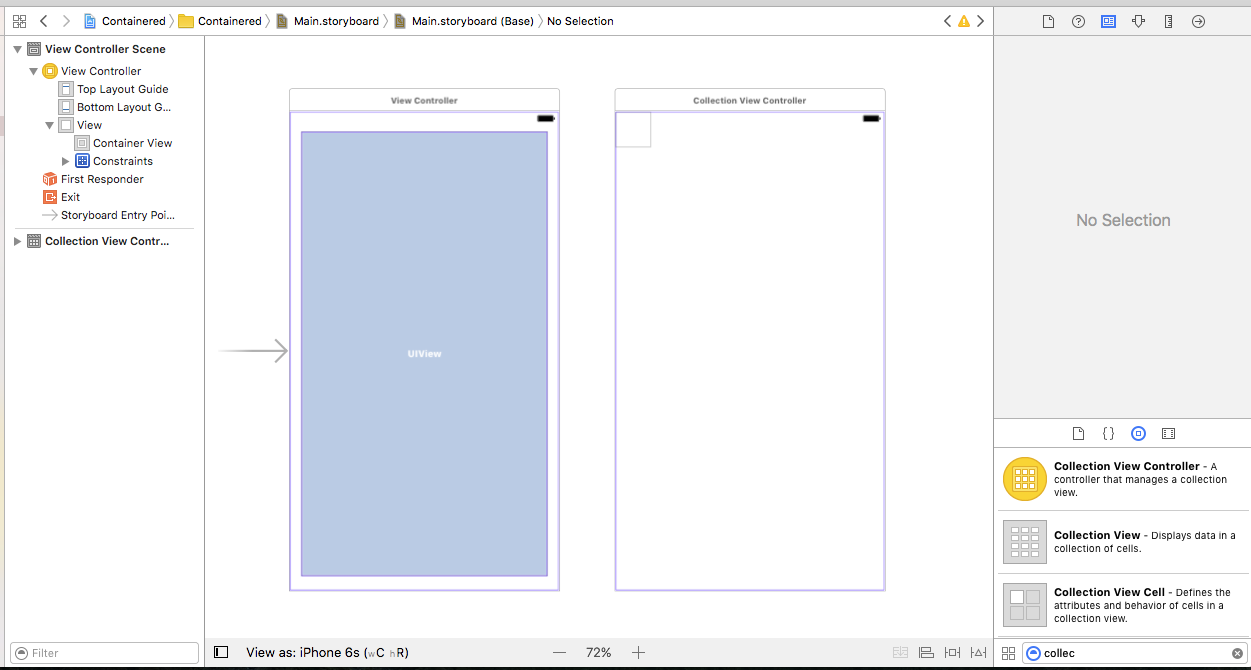 Containered
Containered
Main.storyboard
Main.storyboard (Base)
No Selection
View Controller Scene
View Controller
Top Layout Guide
Bottom Layout G...
View
Container View
Constraints
First Responder
Exit
Storyboard Entry Poi...
Collection View Contr...
Filter
View Controller
UIView
Collection View Controller
View as: iPhone 6s (wC hR)
72%
No Selection
{}
Collection View Controller - A
controller that manages a collection
view.
Collection View - Displays data in a
collection of cells.
Collection View Cell - Defines the
attributes and behavior of cells in a
collection view.
collec